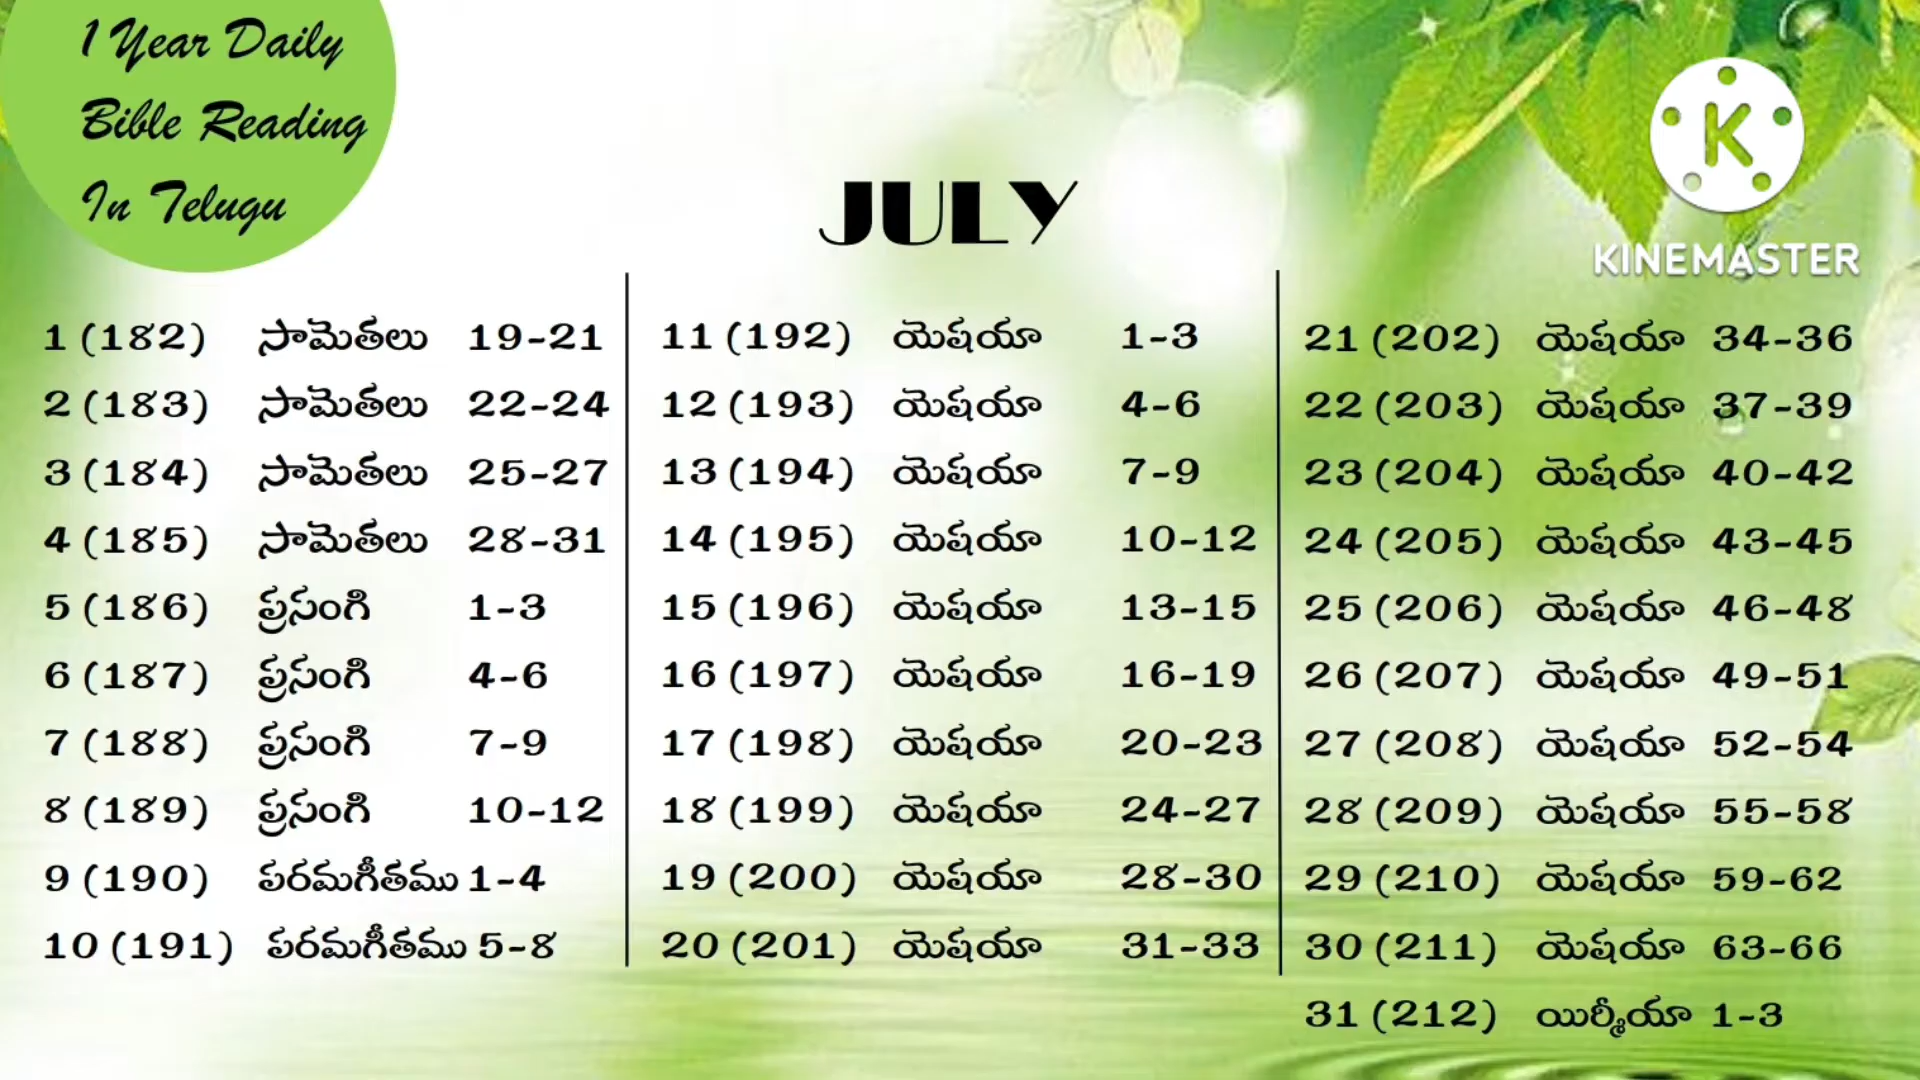 1 Year Daily
Bible Reading
In Telugu
KINEMASTER
JULY
1 (182) సామెతలు 19-21
2 (183) సామెతలు 22-24
3 (184) సామెతలు 25-27
4 (185) సామెతలు 28-31
5 (186) ప్రసంగి 1-3
6 (187) ప్రసంగి 4-6
7 (188) ప్రసంగి 7-9
8 (189) ప్రసంగి 10-12
9 (190) పరమగీతము 1-4
10 (191) పరమగీతము 5-8
11 (192) యెషయా 1-3
12 (193) యెషయా 4-6
13 (194) యెషయా 7-9
14 (195) యెషయా 10-12
15 (196) యెషయా 13-15
16 (197) యెషయా 16-19
17 (198) యెషయా 20-23
18 (199) యెషయా 24-27
19 (200) యెషయా 28-30
20 (201) యెషయా 31-33
21 (202) యెషయా 34-36
22 (203) యెషయా 37-39
23 (204) యెషయా 40-42
24 (205) యెషయా 43-45
25 (206) యెషయా 46-48
26 (207) యెషయా 49-51
27 (208) యెషయా 52-54
28 (209) యెషయా 55-58
29 (210) యెషయా 59-62
30 (211) యెషయా 63-66
31 (212) యిర్మీయా 1-3